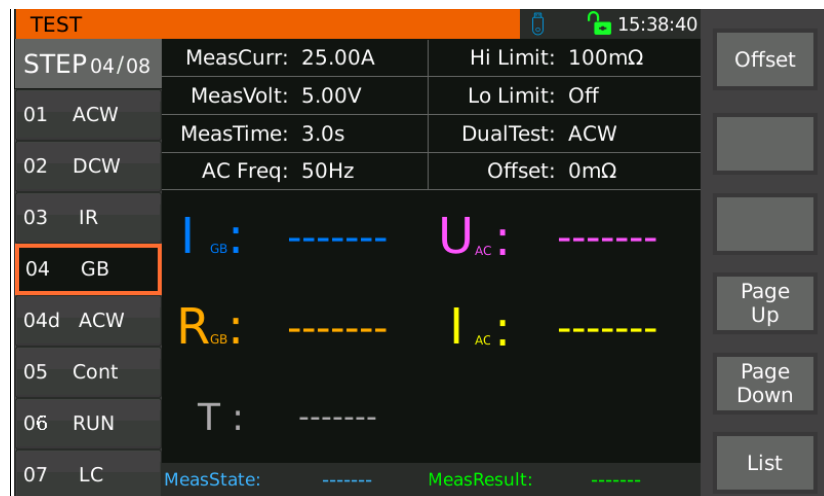 TEST 15:38:40
STEP 04/08
01 ACW
02 DCW
03 IR
04 GB
04d ACW
05 Cont
06 RUN
07 LC
MeasCurr: 25.00A Hi Limit: 100mΩ
MeasVolt: 5.00V Lo Limit: Off
MeasTime: 3.0s DualTest: ACW
AC Freq: 50Hz Offset: 0mΩ
I GB: ------- U AC: -------
R GB: ------- I AC: -------
T : -------
MeasState: ------- MeasResult: -------
Offset
Page
Up
Page
Down
List